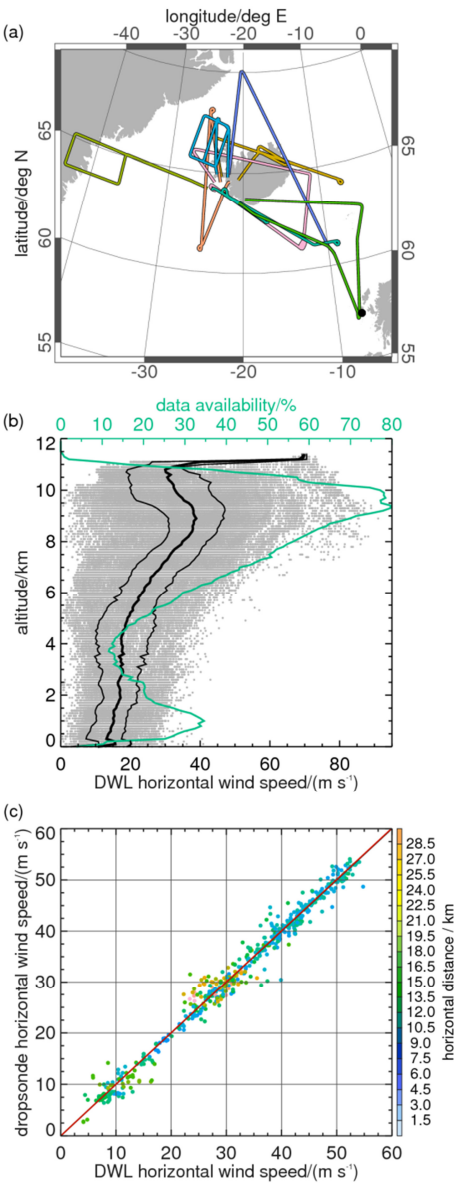 longitude/deg E
(a)
-40 -30 -20 -10 0
latitude/deg N
65 65
60 60
55 55
-30 -20 -10
(b)
data availability/%
0 20 40 60 80
altitude/km
12
10
8
6
4
2
0
0 20 40 60 80
DWL horizontal wind speed/(m s-1)
(c)
dropsonde horizontal wind speed/(m s-1)
60
50
40
30
20
10
0
0 10 20 30 40 50 60
DWL horizontal wind speed/(m s-1)
28.5
27.0
25.5
24.0
22.5
21.0
19.5
18.0
16.5
15.0
13.5
12.0
10.5
9.0
7.5
6.0
4.5
3.0
1.5
horizontal distance / km